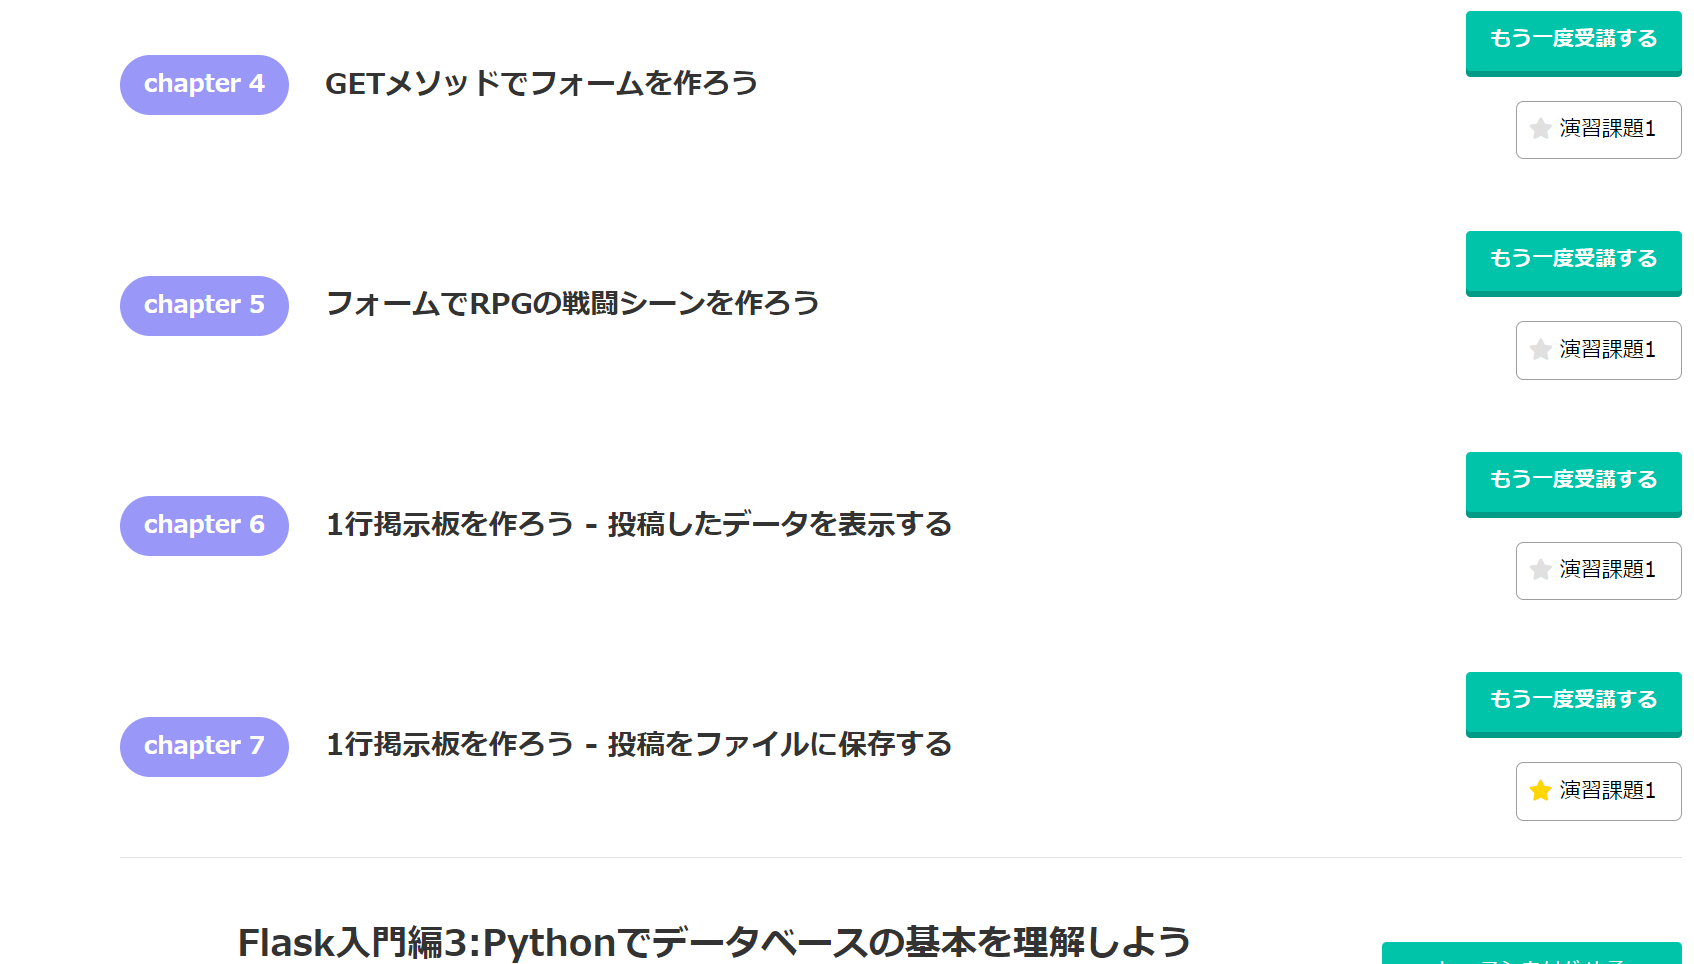 もう一度受講する
chapter 4 GETメソッドでフォームを作ろう
演習課題1
もう一度受講する
chapter 5 フォームでRPGの戦闘シーンを作ろう
演習課題1
もう一度受講する
chapter 6 1行掲示板を作ろう - 投稿したデータを表示する
演習課題1
もう一度受講する
chapter 7 1行掲示板を作ろう - 投稿をファイルに保存する
演習課題1
Flask入門編3:Pythonでデータベースの基本を理解しよう